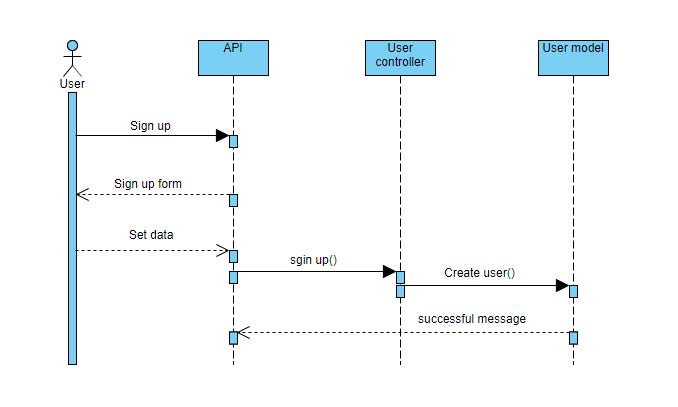 API
User
controller
User model
User
Sign up
Sign up form
Set data
sgin up()
Create user()
successful message